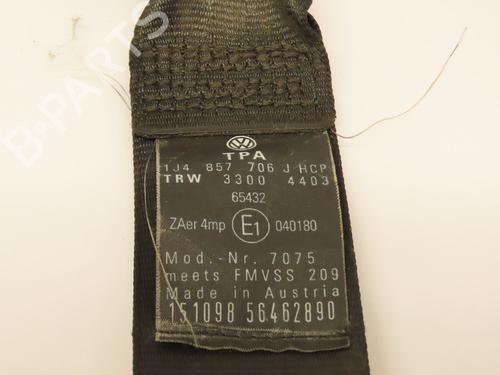 B-PARTS
TPA
1J4 857 706 J HCP
TRW 3300 4403
65432
ZAer 4mp E1 040180
Mod.-Nr. 7075
meets FMVSS 209
Made in Austria
151098 56462890